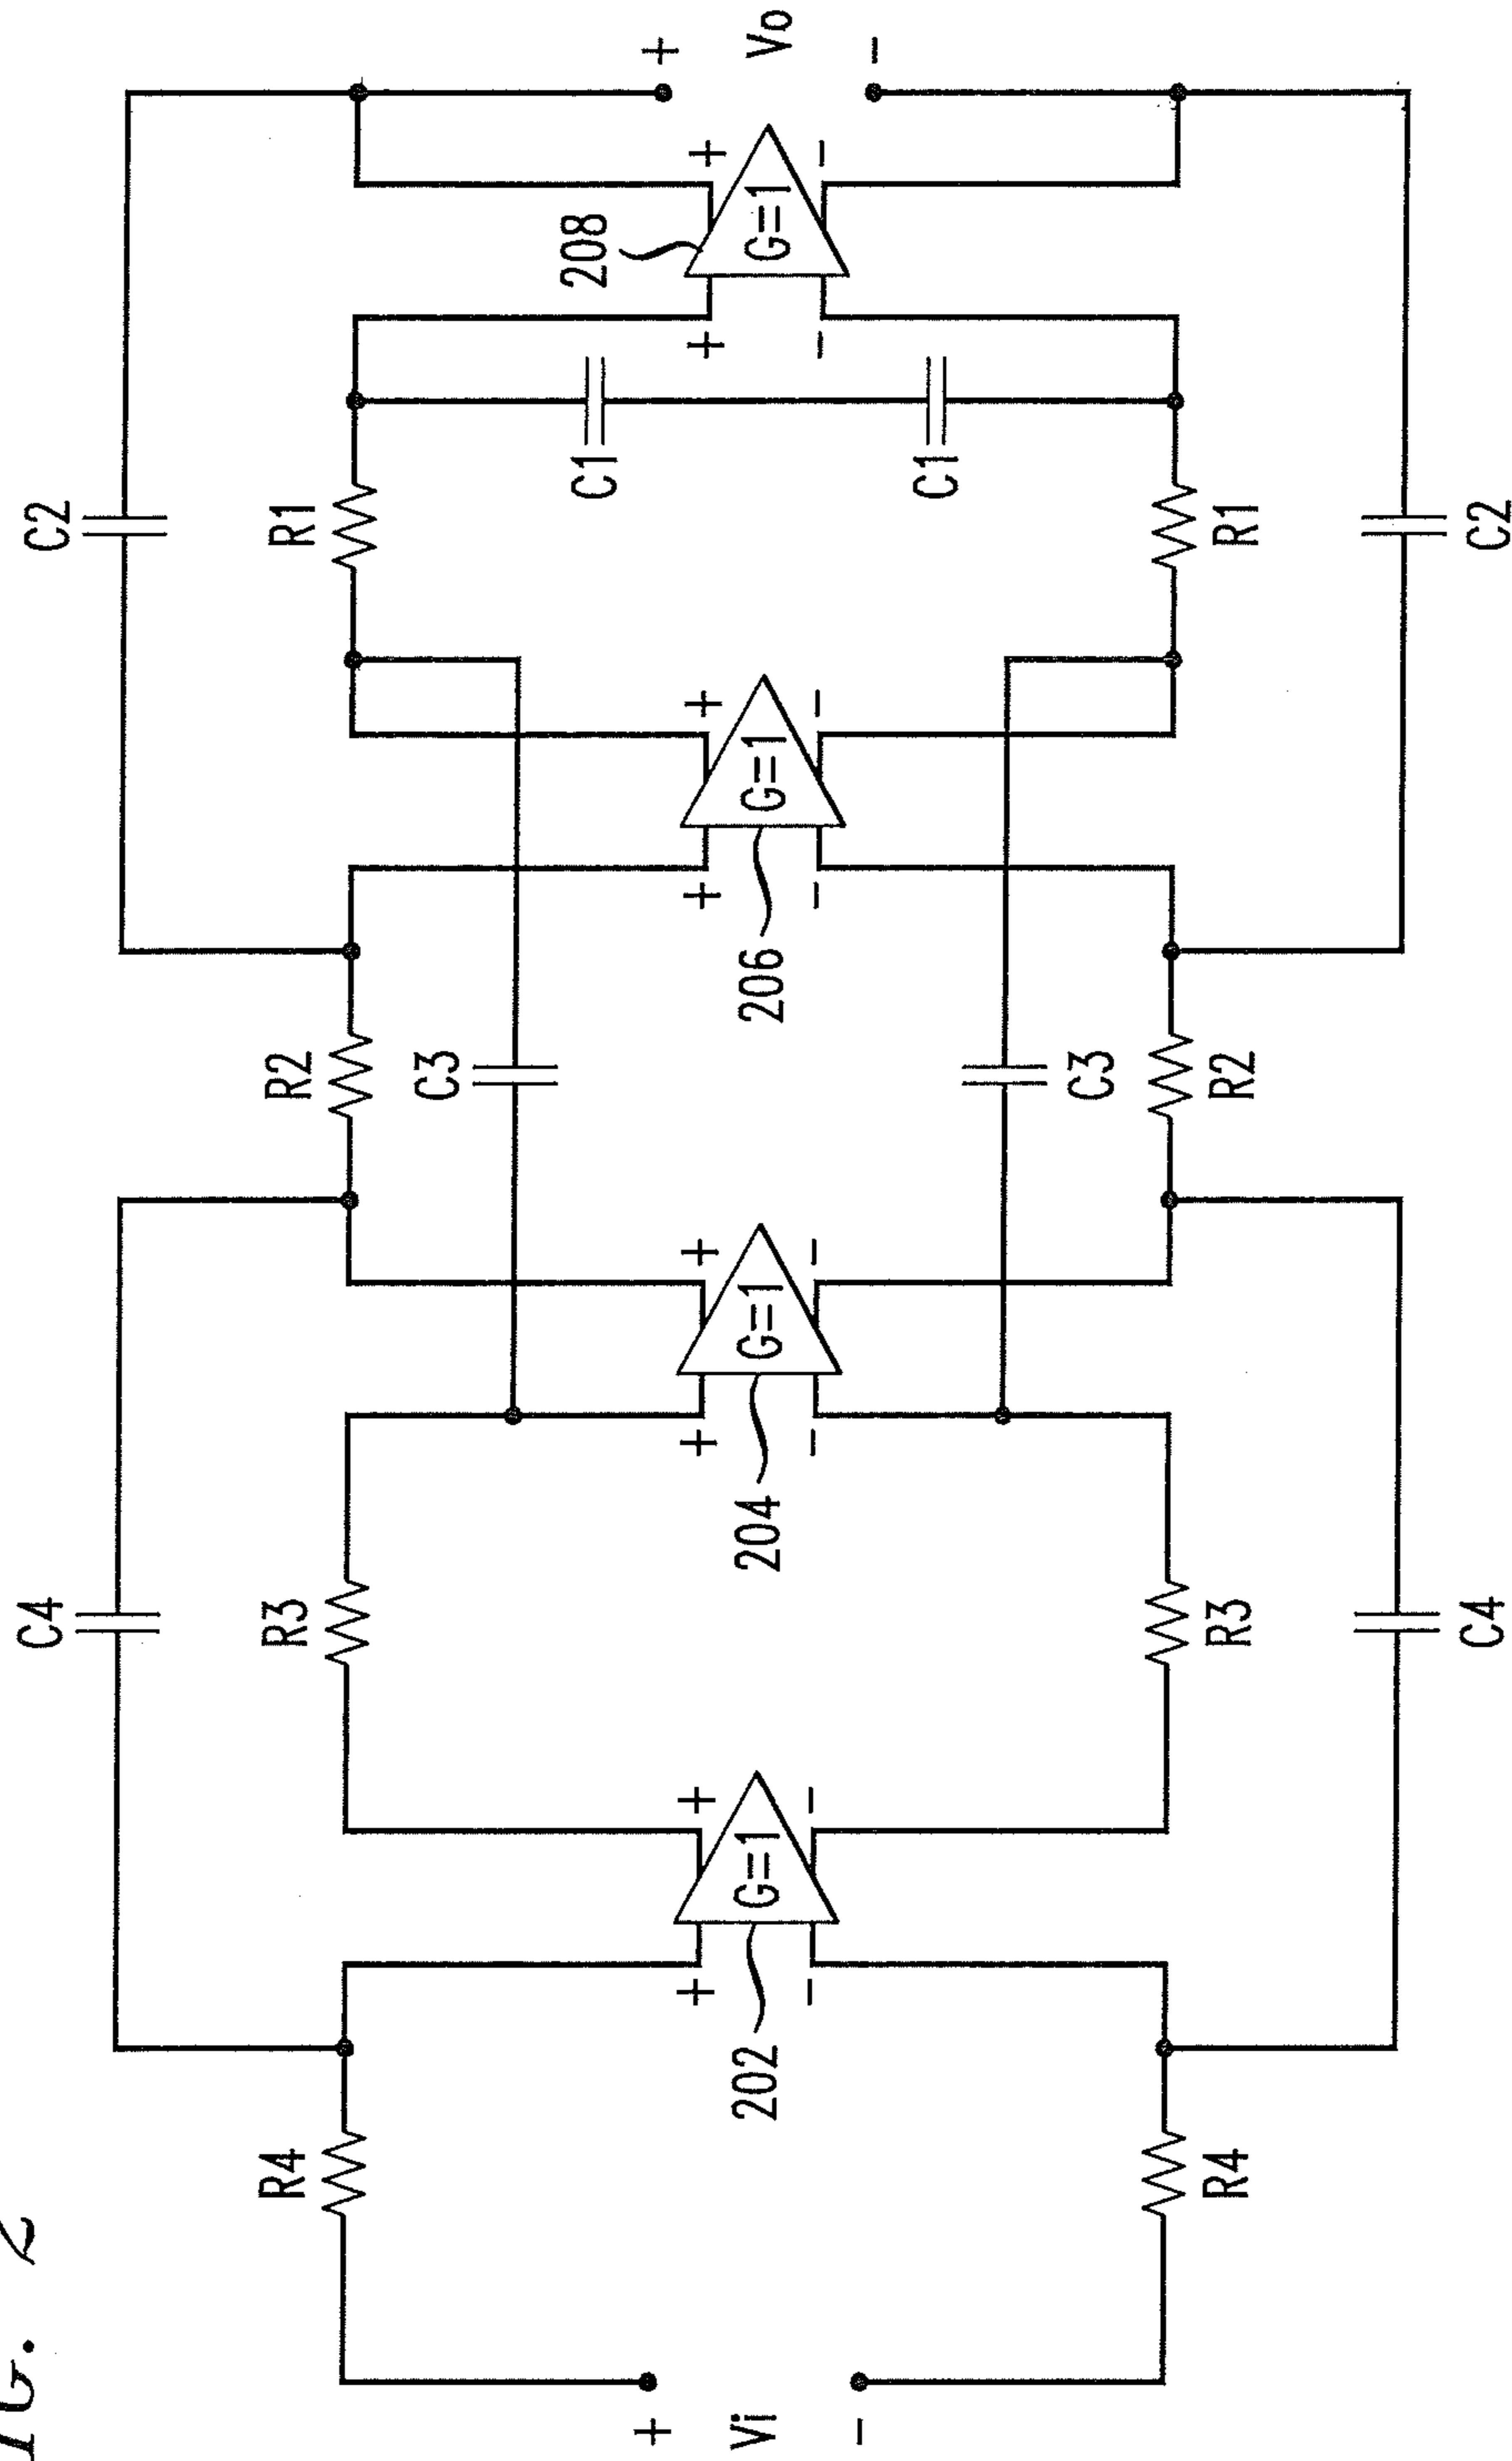 IG. 2
C4
C2
R4
R3
R2
R1
C3
C1
208
+
+
+ +
+ +
+ +
+ +
Vi
202
G=1
204
G=1
206
G=1
G=1
Vo
− −
− −
− −
− −
−
−
C1
C3
R4
R3
R2
R1
C4
C2